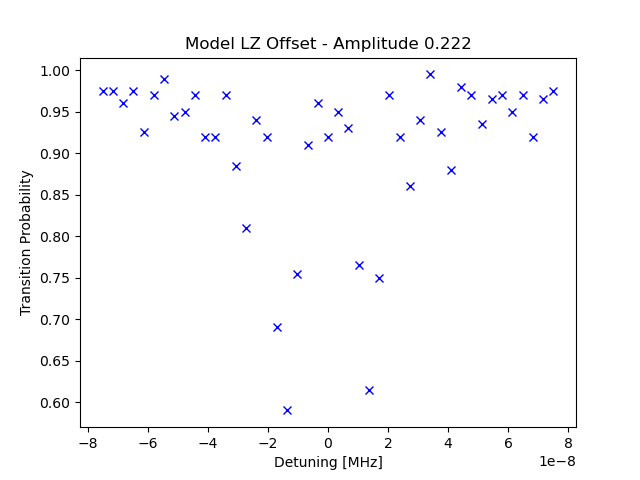 Model LZ Offset - Amplitude 0.222
1.00
0.95
0.90
0.85
0.80
0.75
0.70
0.65
0.60
Transition Probability
−8 −6 −4 −2 0 2 4 6 8
1e−8
Detuning [MHz]